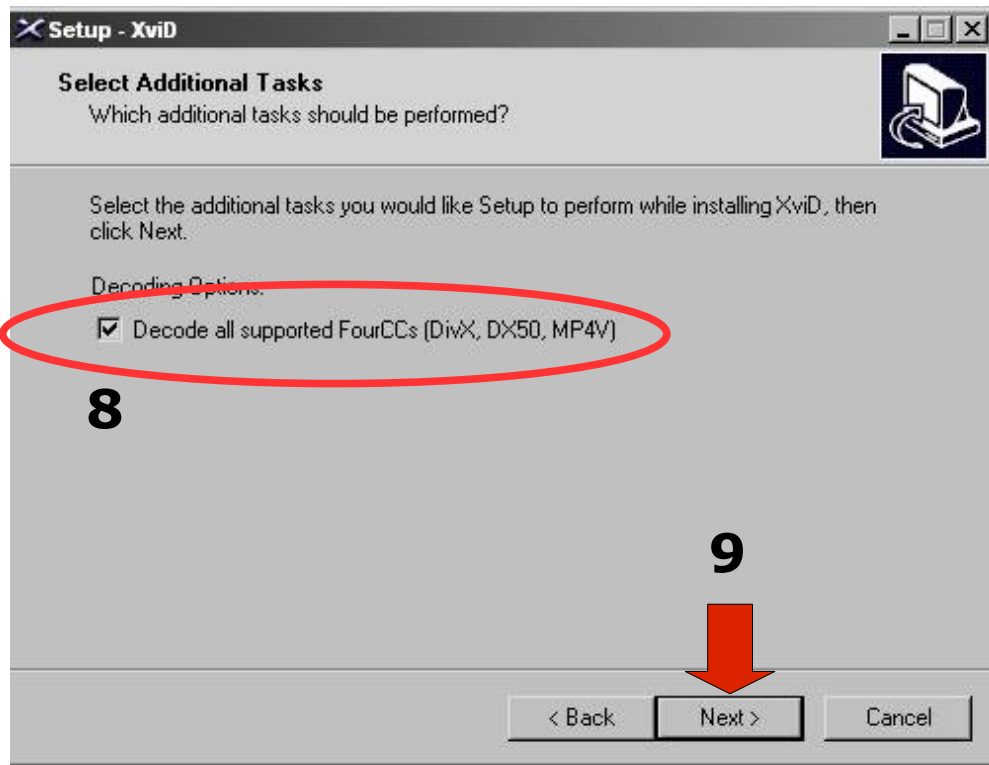 Setup - XviD
Select Additional Tasks
Which additional tasks should be performed?
Select the additional tasks you would like Setup to perform while installing XviD, then
click Next.
Decoding Options:
Decode all supported FourCCs (DivX, DX50, MP4V)
8
9
< Back
Next >
Cancel